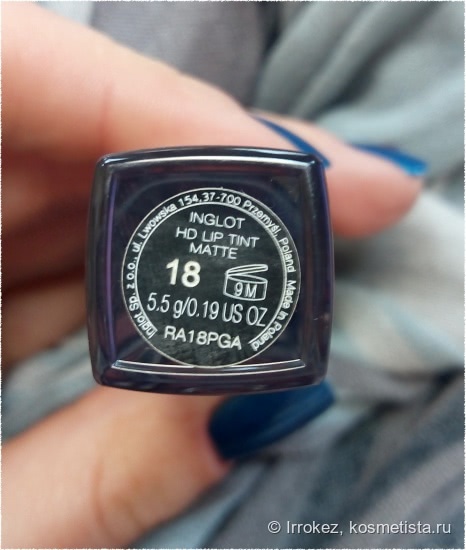 INGLOT
HD LIP TINT
MATTE
18
9M
5.5 g/0.19 US OZ
RA18PGA
Inglot Sp. z o.o., ul. Lwowska 154,37-700 Przemyśl, Poland Made in Poland
© Irrokez, kosmetista.ru